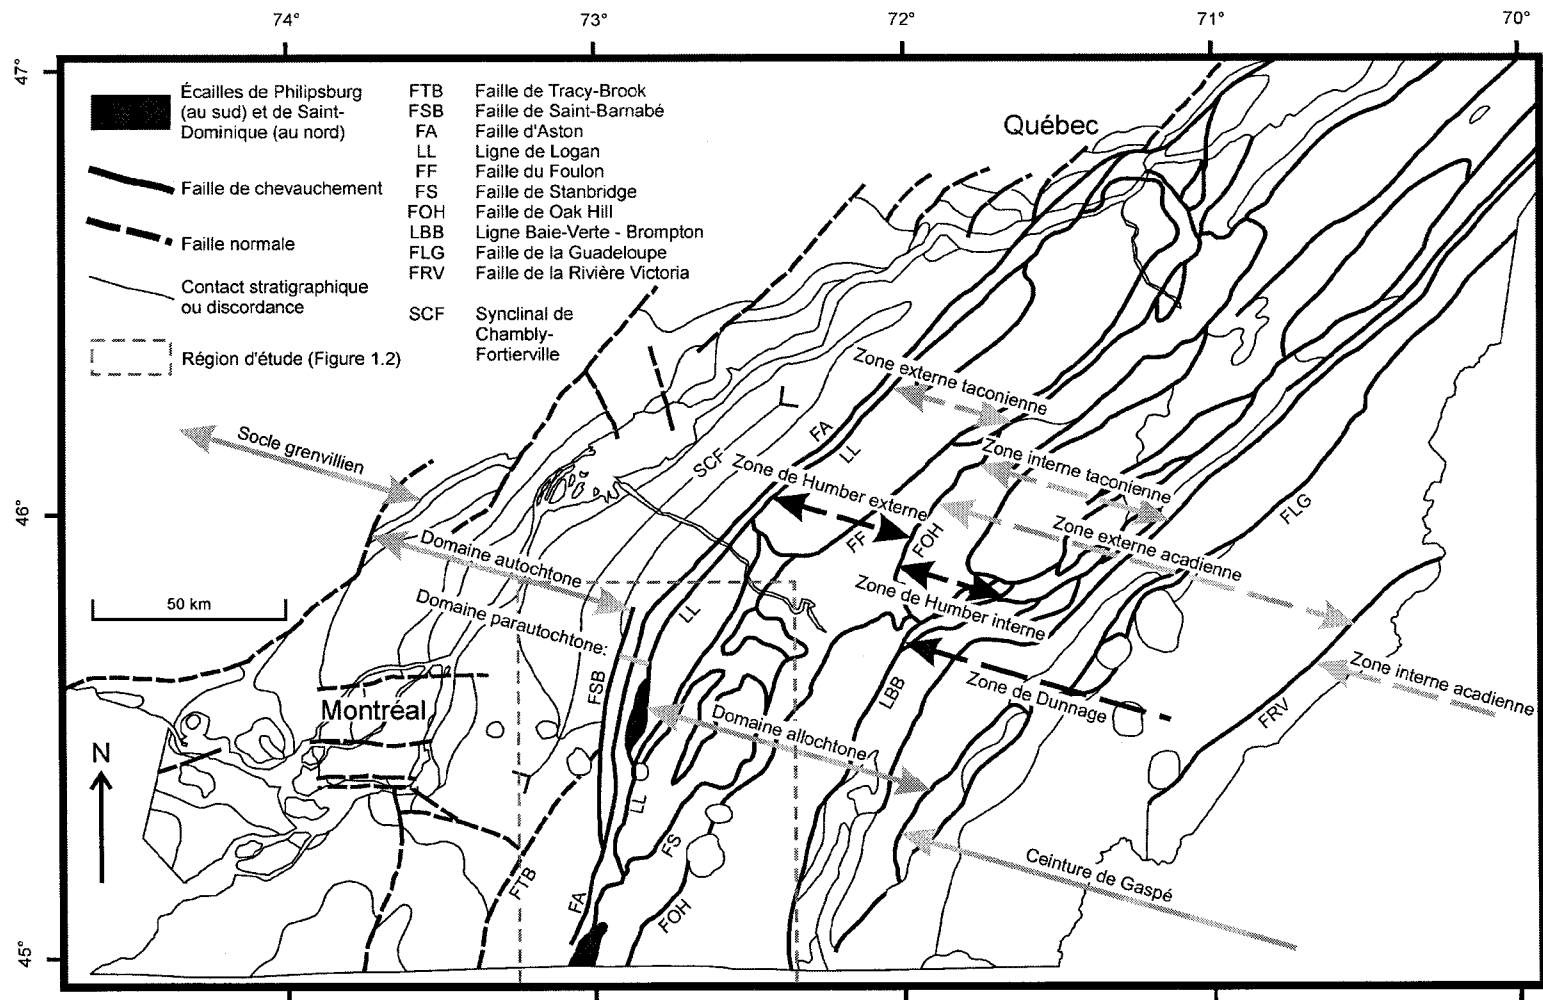 74°
73°
72°
71°
70°
47°
46°
45°
Écailles de Philipsburg
(au sud) et de Saint-
Dominique (au nord)
Faille de chevauchement
Faille normale
Contact stratigraphique
ou discordance
Région d'étude (Figure 1.2)
FTB Faille de Tracy-Brook
FSB Faille de Saint-Barnabé
FA Faille d'Aston
LL Ligne de Logan
FF Faille du Foulon
FS Faille de Stanbridge
FOH Faille de Oak Hill
LBB Ligne Baie-Verte - Brompton
FLG Faille de la Guadeloupe
FRV Faille de la Rivière Victoria
SCF Synclinal de
Chambly-
Fortierville
Québec
Zone externe taconienne
FA
LL
SCF
Socle grenvillien
Zone de Humber externe
Zone interne taconienne
FLG
Zone externe acadienne
FF
FOH
Domaine autochtone
Zone de Humber interne
50 km
Domaine parautochtone:
LL
Zone interne acadienne
Zone de Dunnage
FSB
LBB
Montréal
FRV
Domaine allochtone
N
LL
FS
Ceinture de Gaspé
FTB
FA
FOH